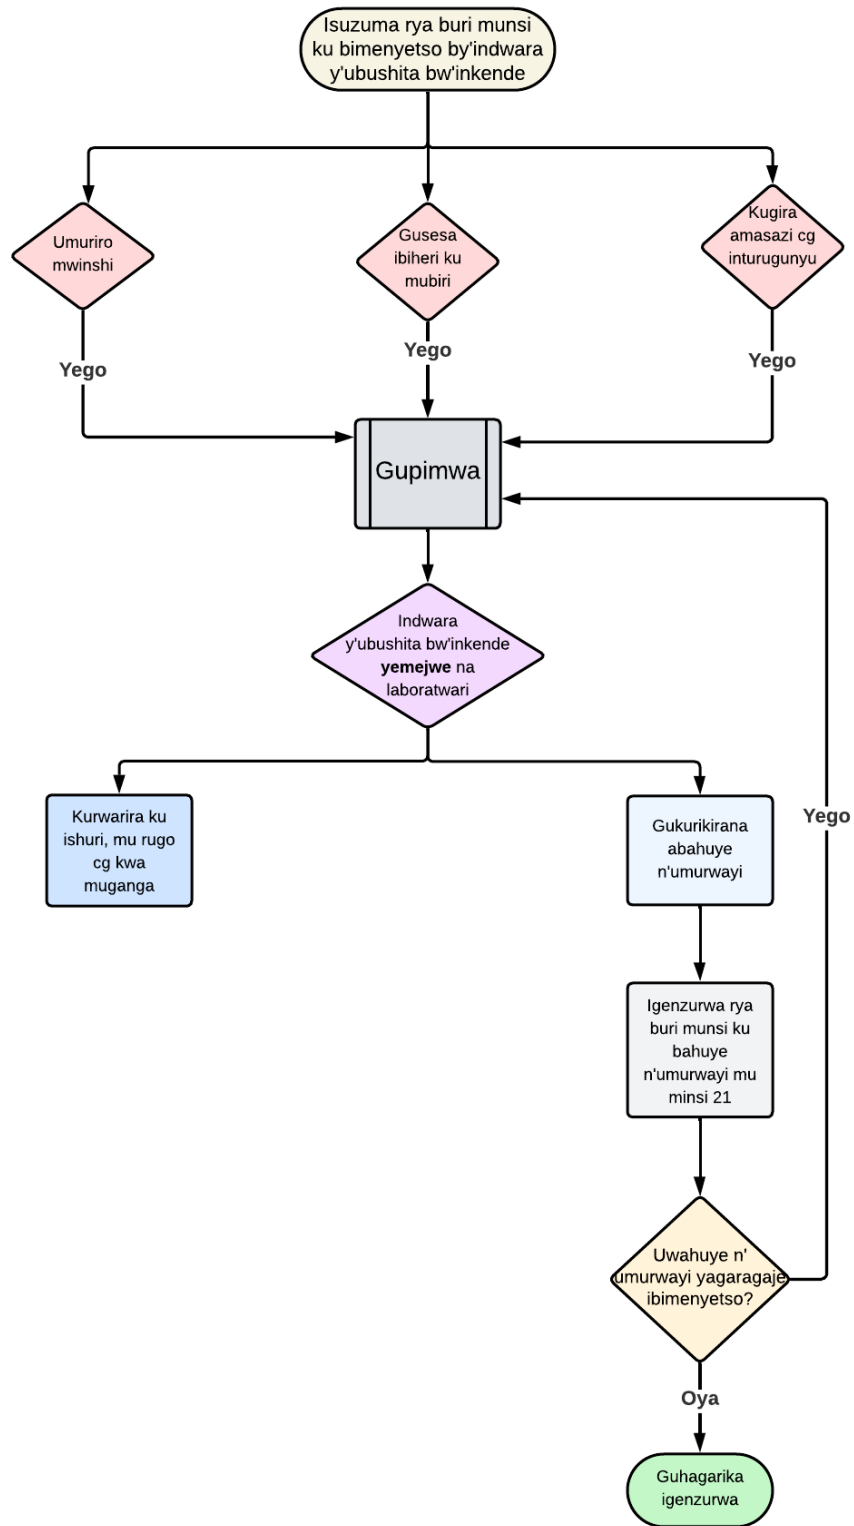 Isuzuma rya buri munsi
ku bimenyetso by'indwara
y'ubushita bw'inkende
Umuriro
mwinshi
Gusesa
ibiheri ku
mubiri
Kugira
amasazi cg
inturugunyu
Yego
Yego
Yego
Gupimwa
Indwara
y'ubushita bw'inkende
yemejwe na
laboratwari
Kurwarira ku
ishuri, mu rugo
cg kwa
muganga
Gukurikirana
abahuye
n'umurwayi
Yego
Igenzurwa rya
buri munsi ku
bahuye
n'umurwayi mu
minsi 21
Uwahuye n'
umurwayi yagaragaje
ibimenyetso?
Oya
Guhagarika
igenzurwa